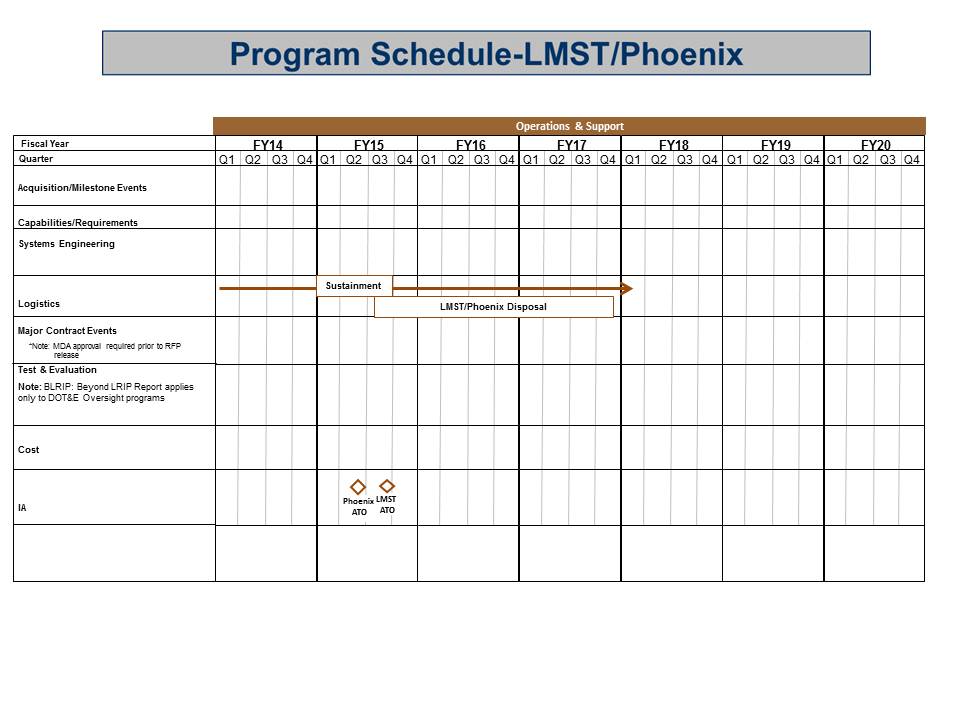 Program Schedule-LMST/Phoenix
Operations & Support
Fiscal Year FY14 FY15 FY16 FY17 FY18 FY19 FY20
Quarter Q1 Q2 Q3 Q4 Q1 Q2 Q3 Q4 Q1 Q2 Q3 Q4 Q1 Q2 Q3 Q4 Q1 Q2 Q3 Q4 Q1 Q2 Q3 Q4 Q1 Q2 Q3 Q4
Acquisition/Milestone Events
Capabilities/Requirements
Systems Engineering
Sustainment
Logistics
LMST/Phoenix Disposal
Major Contract Events
*Note: MDA approval required prior to RFP
release
Test & Evaluation
Note: BLRIP: Beyond LRIP Report applies
only to DOT&E Oversight programs
Cost
IA
Phoenix
ATO
LMST
ATO